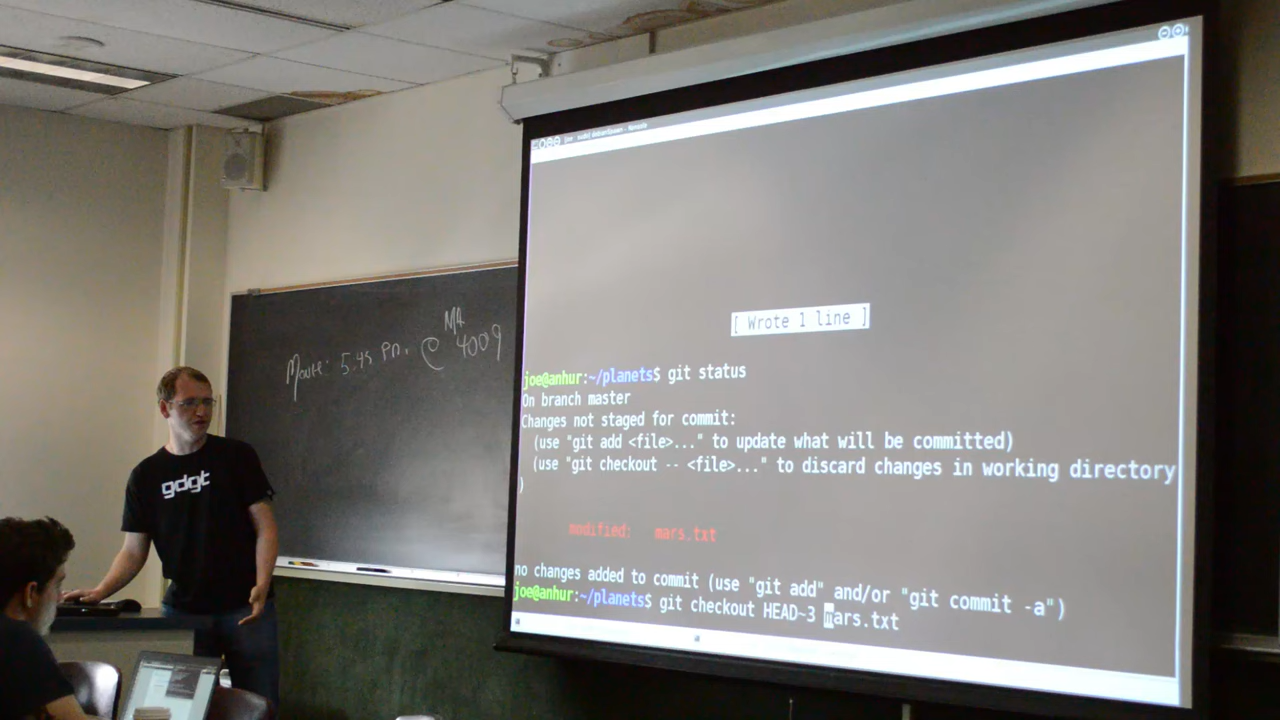 [ Wrote 1 line ]
joe@anhur:~/planets$ git status
On branch master
Changes not staged for commit:
(use "git add <file>..." to update what will be committed)
(use "git checkout -- <file>..." to discard changes in working directory
)
modified: mars.txt
no changes added to commit (use "git add" and/or "git commit -a")
joe@anhur:~/planets$ git checkout HEAD~3 mars.txt
5.45 PM. @ M4
4009
gdgt